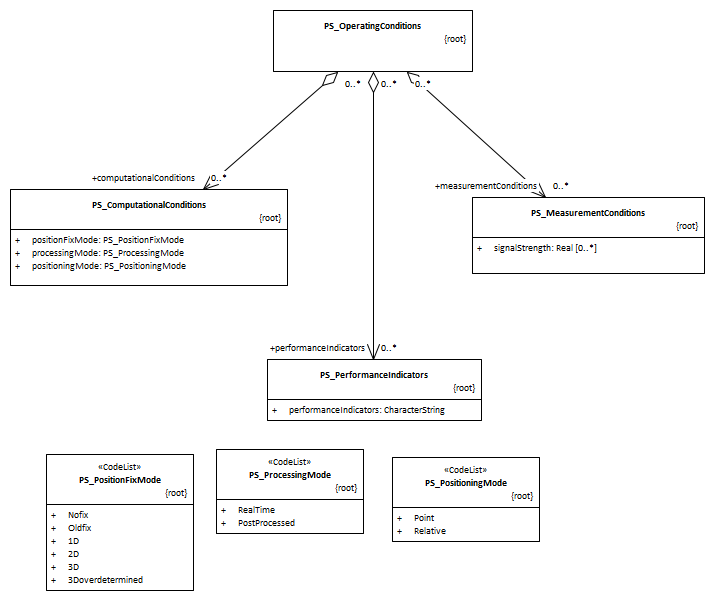 PS_OperatingConditions
{root}
0..*
0..*
0..*
+computationalConditions
0..*
+measurementConditions
0..*
PS_ComputationalConditions
{root}
+ positionFixMode: PS_PositionFixMode
+ processingMode: PS_ProcessingMode
+ positioningMode: PS_PositioningMode
PS_MeasurementConditions
{root}
+ signalStrength: Real [0..*]
+performanceIndicators
0..*
PS_PerformanceIndicators
{root}
+ performanceIndicators: CharacterString
«CodeList»
PS_PositionFixMode
{root}
+ Nofix
+ Oldfix
+ 1D
+ 2D
+ 3D
+ 3Doverdetermined
«CodeList»
PS_ProcessingMode
{root}
+ RealTime
+ PostProcessed
«CodeList»
PS_PositioningMode
{root}
+ Point
+ Relative